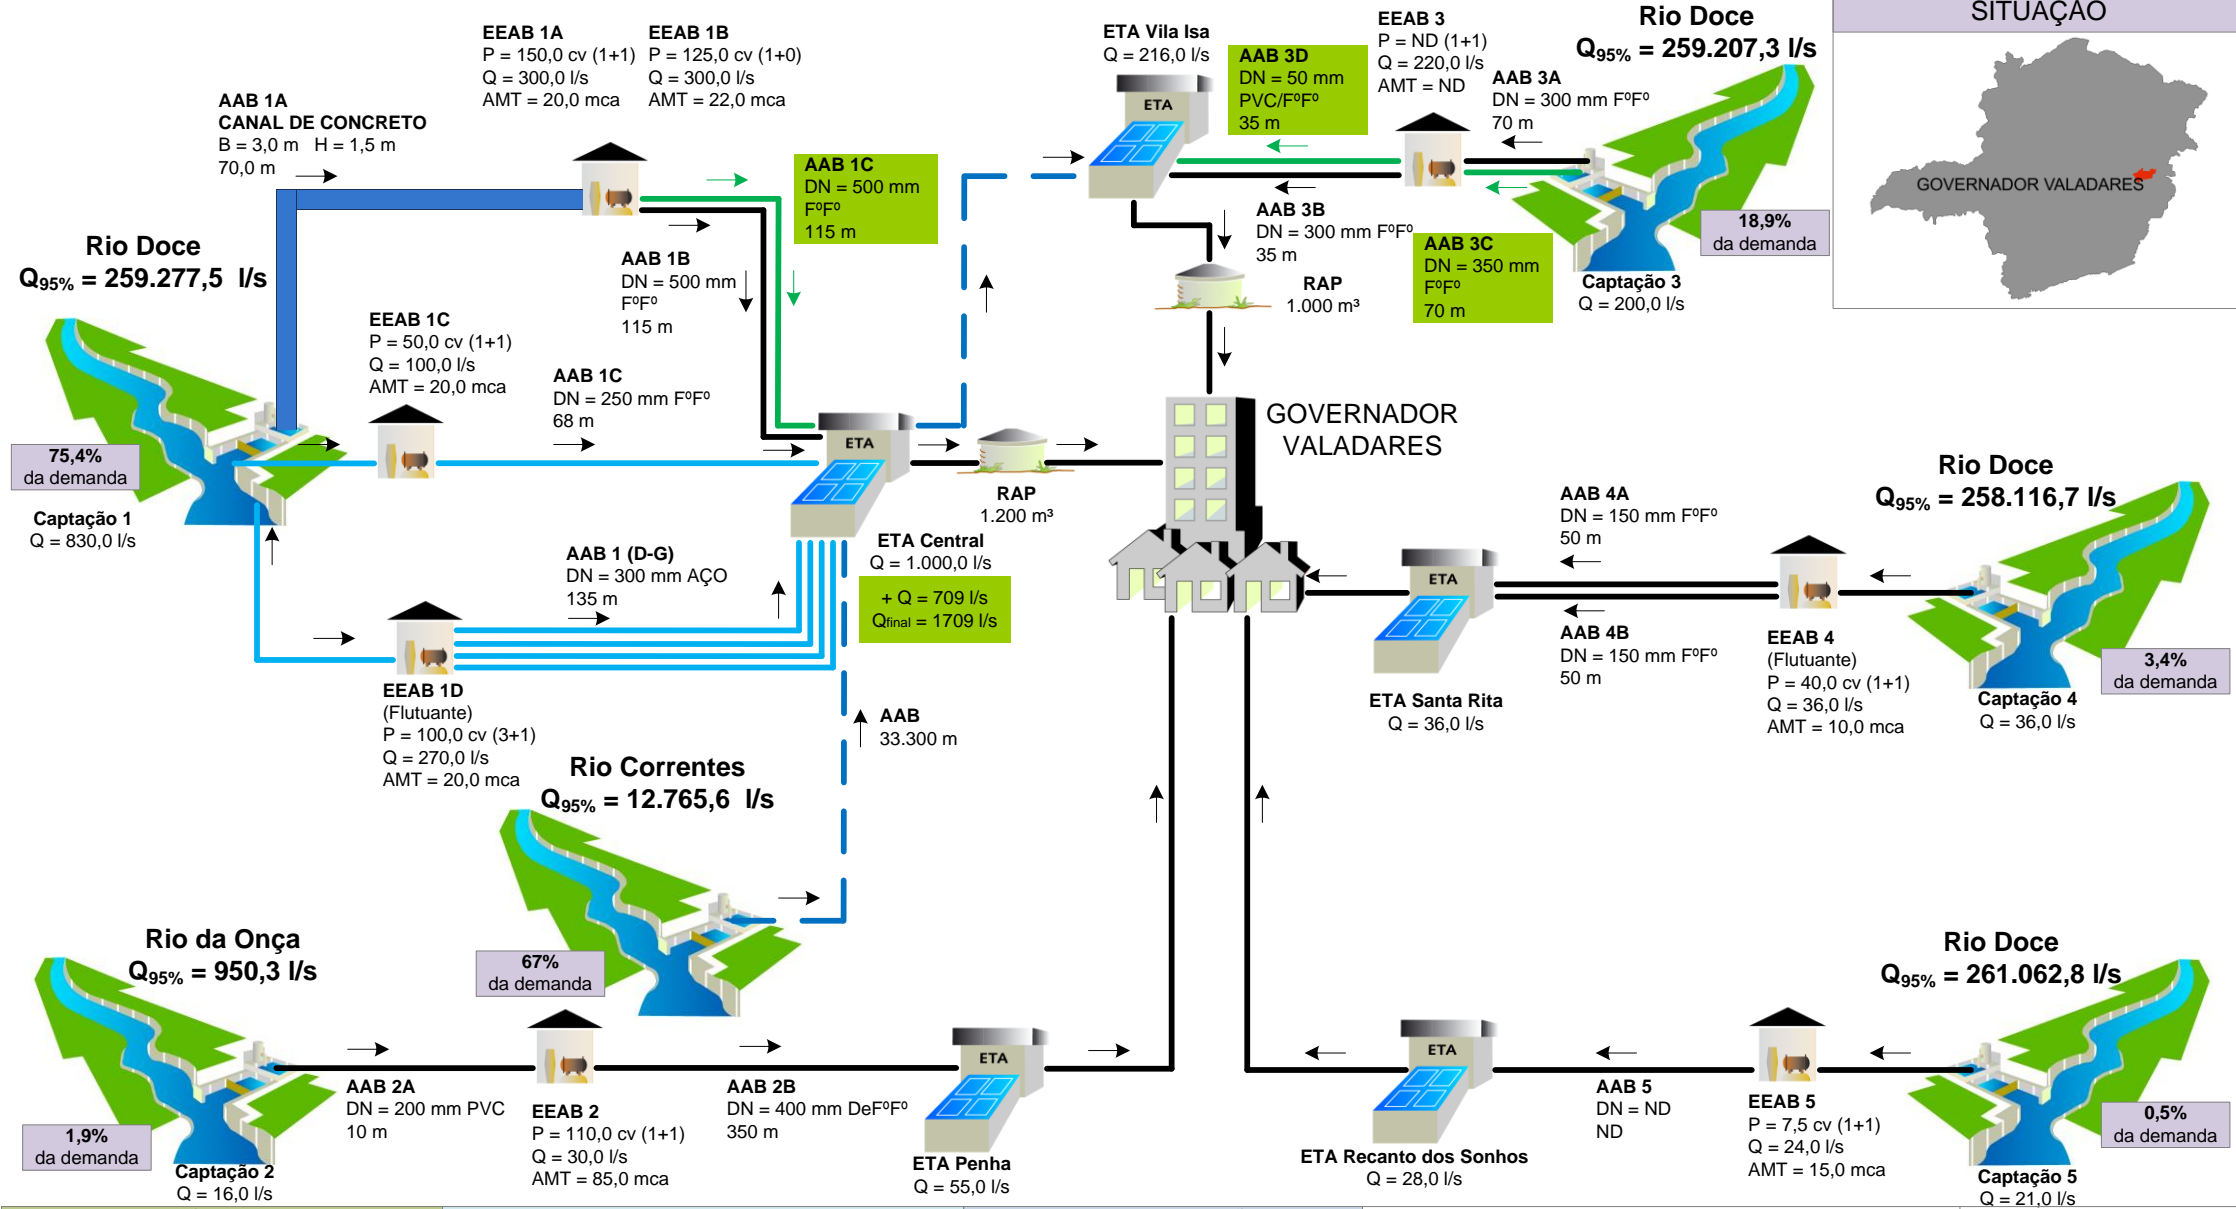 EEAB 1A
P = 150,0 cv (1+1)
Q = 300,0 l/s
AMT = 20,0 mca
EEAB 1B
P = 125,0 cv (1+0)
Q = 300,0 l/s
AMT = 22,0 mca
ETA Vila Isa
Q = 216,0 l/s
AAB 3D
DN = 50 mm
PVC/FºFº
35 m
EEAB 3
P = ND (1+1)
Q = 220,0 l/s
AMT = ND
Rio Doce
Q95% = 259.207,3 l/s
AAB 3A
DN = 300 mm FºFº
70 m
SITUAÇÃO
GOVERNADOR VALADARES
AAB 1A
CANAL DE CONCRETO
B = 3,0 m H = 1,5 m
70,0 m
ETA
AAB 1C
DN = 500 mm
FºFº
115 m
AAB 1B
DN = 500 mm
FºFº
115 m
AAB 3B
DN = 300 mm FºFº
35 m
RAP
1.000 m³
AAB 3C
DN = 350 mm
FºFº
70 m
18,9%
da demanda
Captação 3
Q = 200,0 l/s
Rio Doce
Q95% = 259.277,5 l/s
EEAB 1C
P = 50,0 cv (1+1)
Q = 100,0 l/s
AMT = 20,0 mca
AAB 1C
DN = 250 mm FºFº
68 m
75,4%
da demanda
Captação 1
Q = 830,0 l/s
ETA
RAP
1.200 m³
GOVERNADOR
VALADARES
ETA Central
Q = 1.000,0 l/s
+ Q = 709 l/s
Qfinal = 1709 l/s
AAB 1 (D-G)
DN = 300 mm AÇO
135 m
EEAB 1D
(Flutuante)
P = 100,0 cv (3+1)
Q = 270,0 l/s
AMT = 20,0 mca
AAB
33.300 m
Rio Doce
Q95% = 258.116,7 l/s
AAB 4A
DN = 150 mm FºFº
50 m
ETA
AAB 4B
DN = 150 mm FºFº
50 m
EEAB 4
(Flutuante)
P = 40,0 cv (1+1)
Q = 36,0 l/s
AMT = 10,0 mca
3,4%
da demanda
Captação 4
Q = 36,0 l/s
ETA Santa Rita
Q = 36,0 l/s
Rio Correntes
Q95% = 12.765,6 l/s
67%
da demanda
Rio da Onça
Q95% = 950,3 l/s
1,9%
da demanda
Captação 2
Q = 16,0 l/s
AAB 2A
DN = 200 mm PVC
10 m
EEAB 2
P = 110,0 cv (1+1)
Q = 30,0 l/s
AMT = 85,0 mca
AAB 2B
DN = 400 mm DeFºFº
350 m
ETA
ETA Penha
Q = 55,0 l/s
Rio Doce
Q95% = 261.062,8 l/s
ETA
ETA Recanto dos Sonhos
Q = 28,0 l/s
AAB 5
DN = ND
ND
EEAB 5
P = 7,5 cv (1+1)
Q = 24,0 l/s
AMT = 15,0 mca
0,5%
da demanda
Captação 5
Q = 21,0 l/s